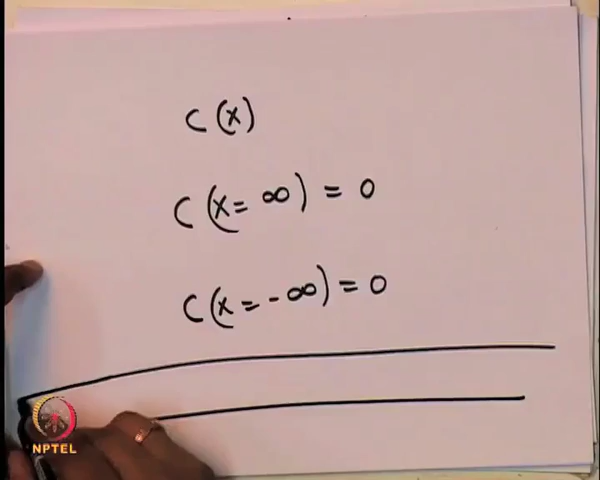 C (x)
C (x = ∞) = 0
C (x = - ∞) = 0
NPTEL